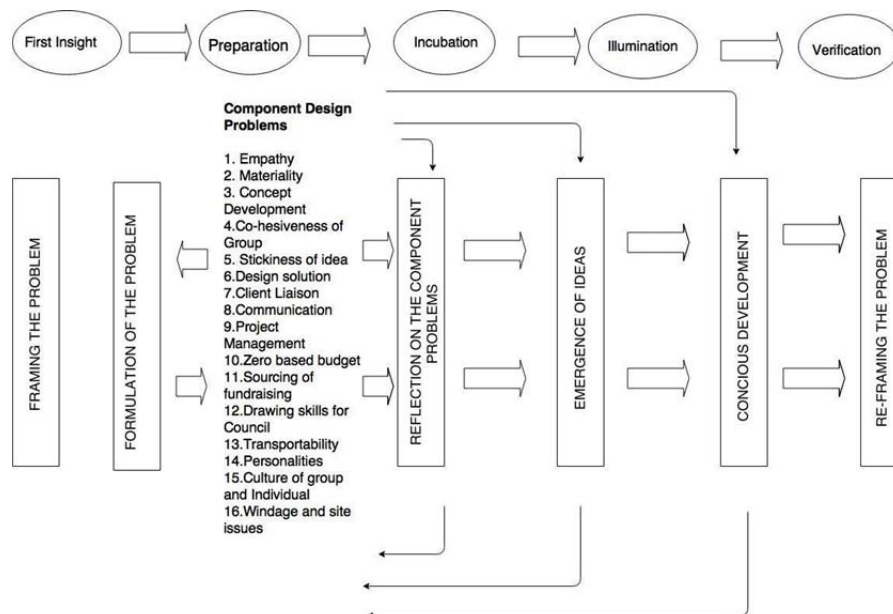 First Insight
Preparation
Incubation
Illumination
Verification
Component Design
Problems
1. Empathy
2. Materiality
3. Concept
Development
4.Co-hesiveness of
Group
5. Stickiness of idea
6.Design solution
7.Client Liaison
8.Communication
9.Project
Management
10.Zero based budget
11.Sourcing of
fundraising
12.Drawing skills for
Council
13.Transportability
14.Personalities
15.Culture of group
and Individual
16.Windage and site
issues
FRAMING THE PROBLEM
FORMULATION OF THE PROBLEM
REFLECTION ON THE COMPONENT
PROBLEMS
EMERGENCE OF IDEAS
CONCIOUS DEVELOPMENT
RE-FRAMING THE PROBLEM